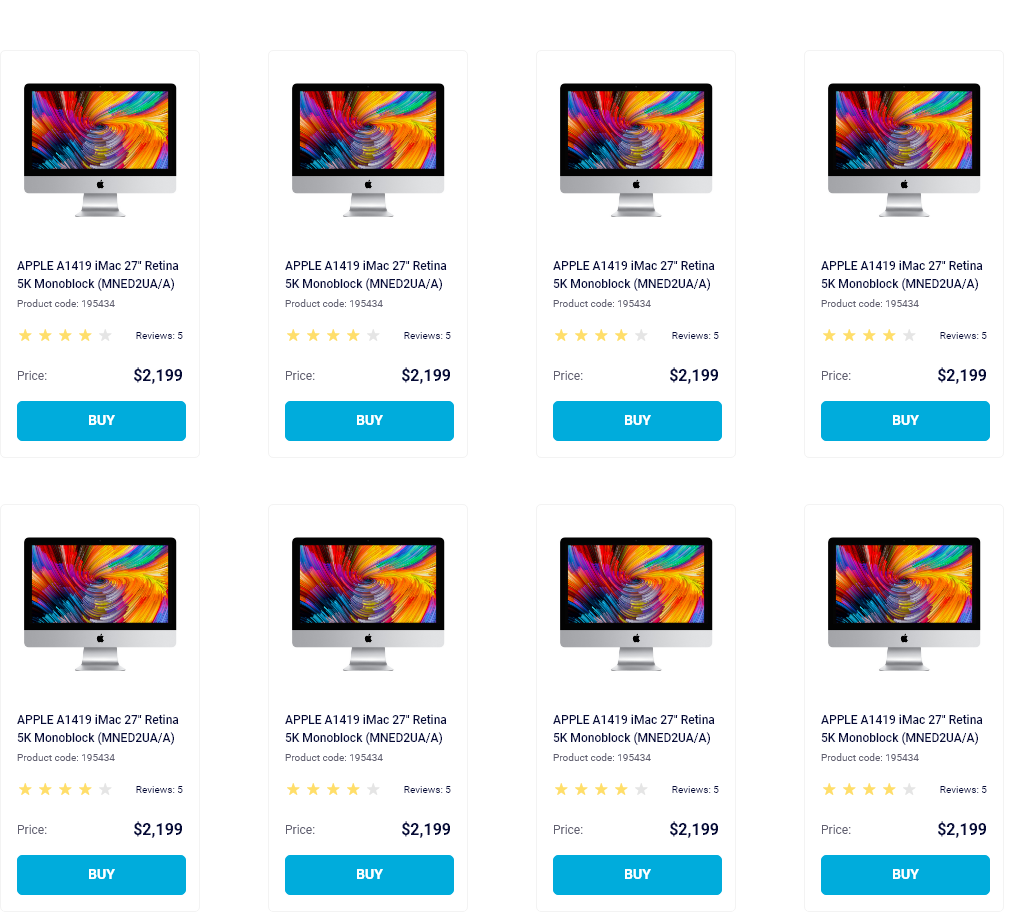 APPLE A1419 iMac 27" Retina
5K Monoblock (MNED2UA/A)
Product code: 195434
Reviews: 5
Price: $2,199
BUY
APPLE A1419 iMac 27" Retina
5K Monoblock (MNED2UA/A)
Product code: 195434
Reviews: 5
Price: $2,199
BUY
APPLE A1419 iMac 27" Retina
5K Monoblock (MNED2UA/A)
Product code: 195434
Reviews: 5
Price: $2,199
BUY
APPLE A1419 iMac 27" Retina
5K Monoblock (MNED2UA/A)
Product code: 195434
Reviews: 5
Price: $2,199
BUY
APPLE A1419 iMac 27" Retina
5K Monoblock (MNED2UA/A)
Product code: 195434
Reviews: 5
Price: $2,199
BUY
APPLE A1419 iMac 27" Retina
5K Monoblock (MNED2UA/A)
Product code: 195434
Reviews: 5
Price: $2,199
BUY
APPLE A1419 iMac 27" Retina
5K Monoblock (MNED2UA/A)
Product code: 195434
Reviews: 5
Price: $2,199
BUY
APPLE A1419 iMac 27" Retina
5K Monoblock (MNED2UA/A)
Product code: 195434
Reviews: 5
Price: $2,199
BUY